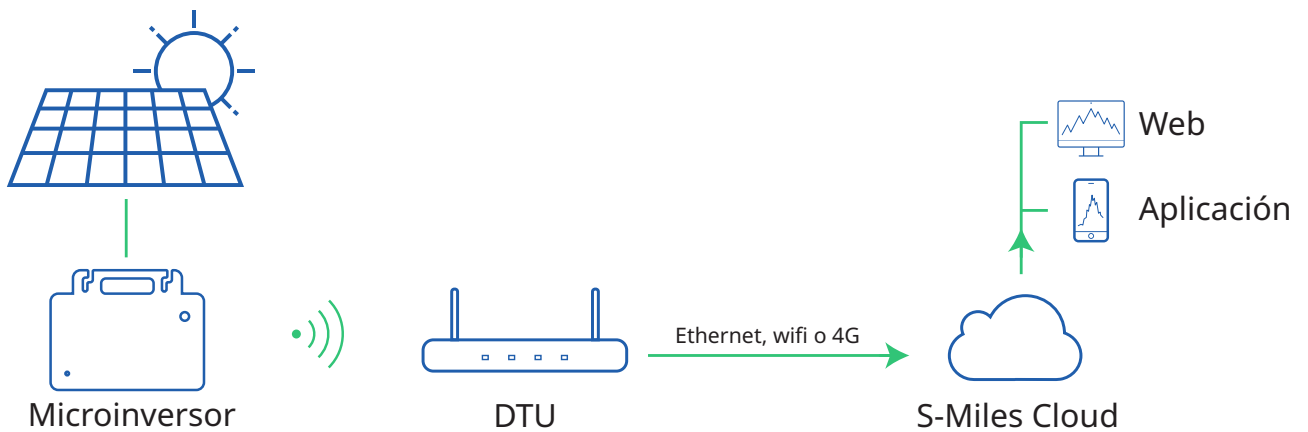 Web
Aplicación
Ethernet, wifi o 4G
Microinversor
DTU
S-Miles Cloud